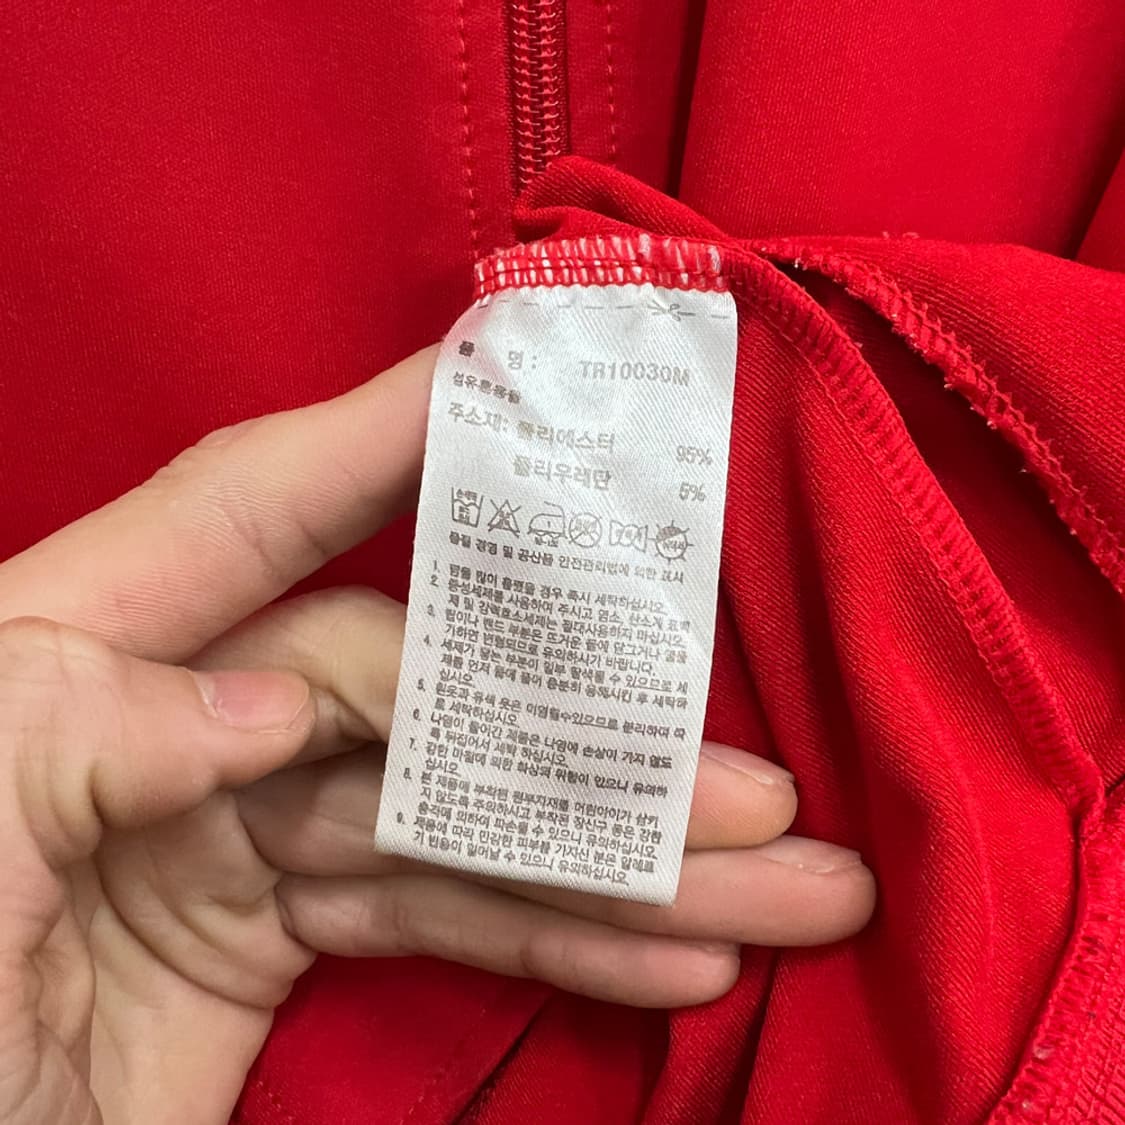 품 명 : TR10030M
섬유혼용율
주소재: 폴리에스터 95%
폴리우레탄 5%
품질 경영 및 공산품 안전관리법에 의한 표시
1. 땀을 많이 흘렸을 경우 즉시 세탁하십시오.
2. 중성세제를 사용하여 주시고 염소, 산소계 표백
제 및 강력효소세제는 절대사용하지 마십시오.
3. 탑이나 밴드 부분은 뜨거운 물에 담그거나 열을
가하면 변형되므로 유의하시기 바랍니다.
4. 세제가 닿는 부분이 일부 탈색될 수 있으므로 세
제를 먼저 물에 풀어 충분히 용해시킨 후 세탁하
십시오.
5. 흰옷과 유색 옷은 이염될수있으므로 분리하여 따
로 세탁하십시오.
6. 나염이 들어간 제품은 나염에 손상이 가지 않도
록 뒤집어서 세탁 하십시오.
7. 강한 마찰에 의한 화상의 위험이 있으니 유의하
십시오.
8. 본 제품에 부착된 원부자재를 어린아이가 삼키
지 않도록 주의하시고 부착된 장신구 등은 강한
충격에 의하여 파손될 수 있으니 유의하십시오.
9. 제품에 따라 민감한 피부를 가지신 분은 알레르
기 반응이 일어날 수 있으니 유의하십시오.